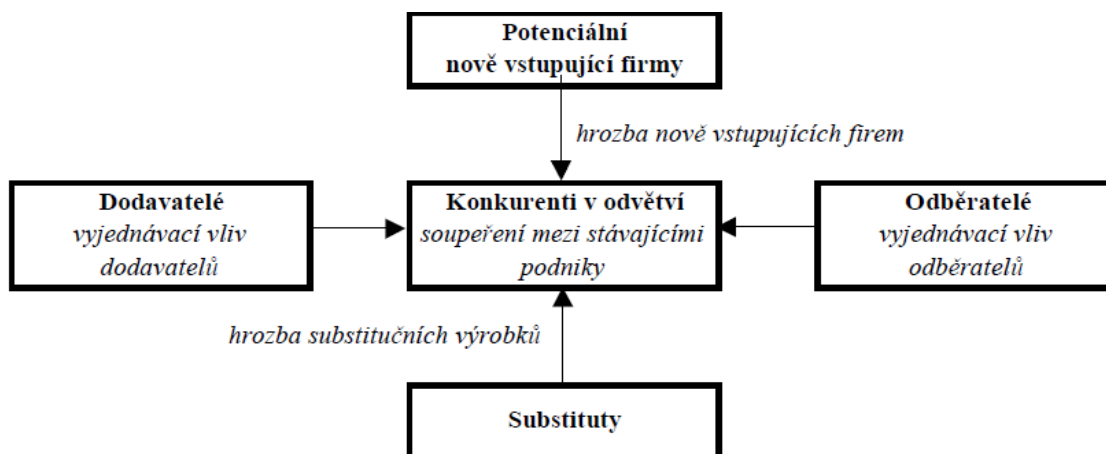 Potenciální
nově vstupující firmy
hrozba nově vstupujících firem
Dodavatelé
vyjednávací vliv
dodavatelů
Konkurenti v odvětví
soupeření mezi stávajícími
podniky
Odběratelé
vyjednávací vliv
odběratelů
hrozba substitučních výrobků
Substituty